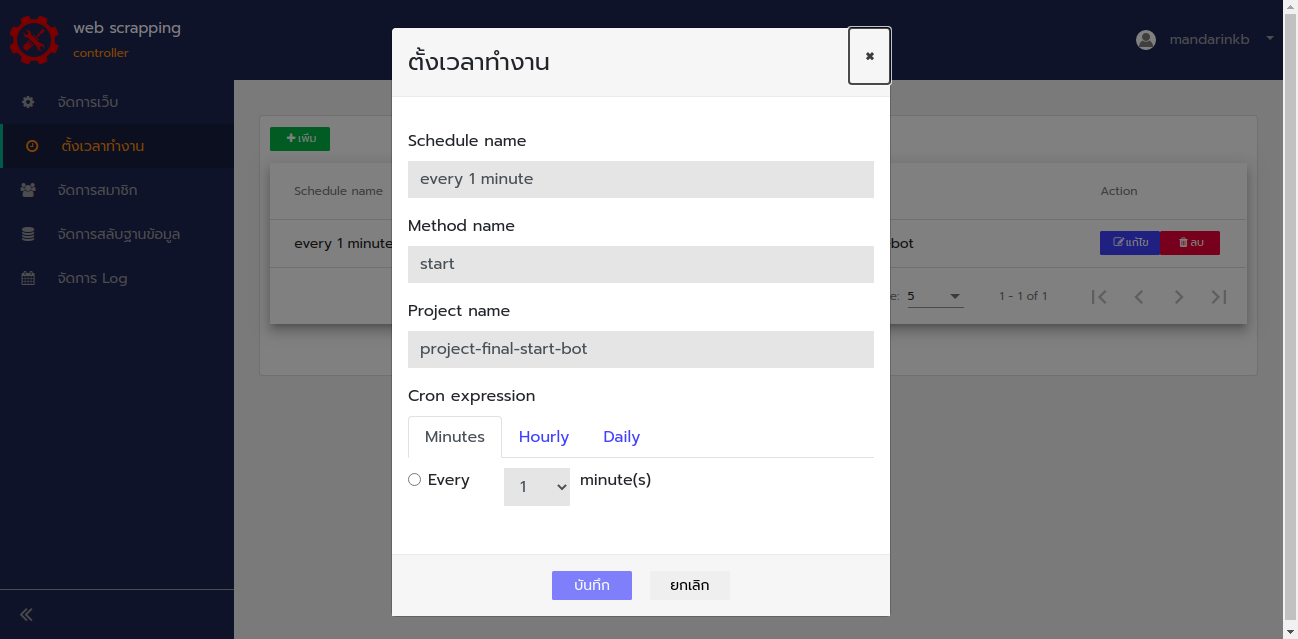 web scrapping
controller
mandarinkb
จัดการเว็บ
ตั้งเวลาทำงาน
จัดการสมาชิก
จัดการสลับฐานข้อมูล
จัดการ Log
เพิ่ม
Schedule name
Action
every 1 minute
bot
แก้ไข
ลบ
e: 5
1 - 1 of 1
ตั้งเวลาทำงาน
Schedule name
every 1 minute
Method name
start
Project name
project-final-start-bot
Cron expression
Minutes Hourly Daily
Every 1 minute(s)
บันทึก ยกเลิก